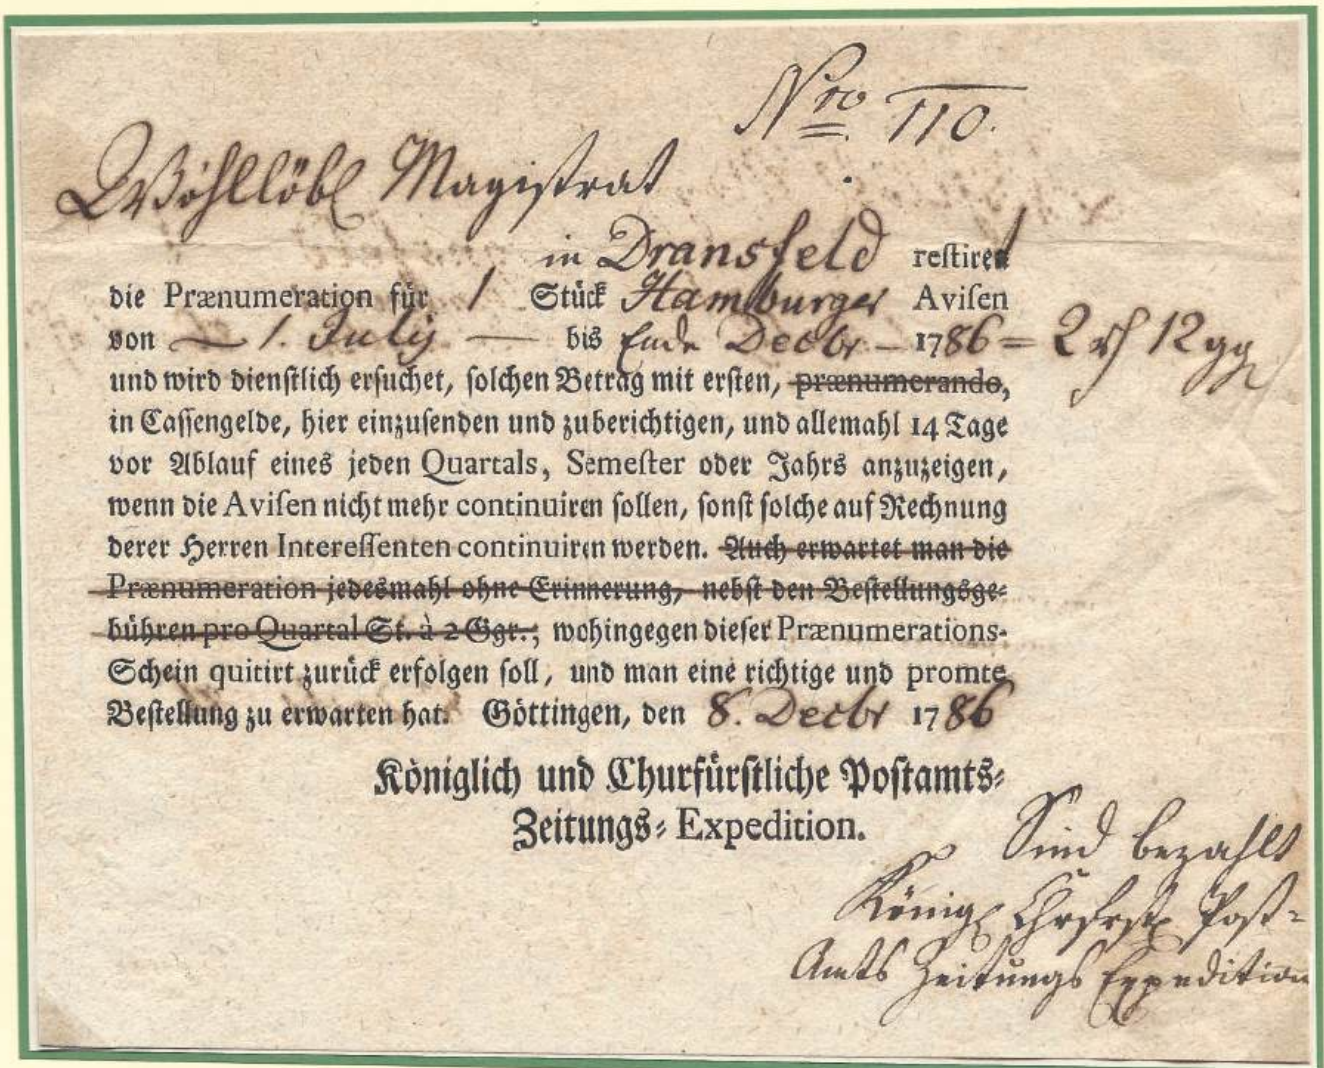 Nro 110.
Wohllöbl Magistrat
in Dransfeld restiret
die Prænumeration für 1 Stück Hamburger Avisen
von — 1. July — bis Ende Decbr — 1786 = 2 rh 12 gg
und wird dienstlich ersuchet, solchen Betrag mit ersten, prænumerando,
in Cassengelde, hier einzusenden und zuberichtigen, und allemahl 14 Tage
vor Ablauf eines jeden Quartals, Semester oder Jahrs anzuzeigen,
wenn die Avisen nicht mehr continuiren sollen, sonst solche auf Rechnung
derer Herren Interessenten continuiren werden. Auch erwartet man die
Prænumeration jedesmahl ohne Erinnerung, nebst den Bestellungsge-
bühren pro Quartal St. à 2 Ggr.; wohingegen dieser Prænumerations-
Schein quitirt zurück erfolgen soll, und man eine richtige und promte
Bestellung zu erwarten hat. Göttingen, den 8. Decbr 1786
Königlich und Churfürstliche Postamts-
Zeitungs-Expedition.
Sind bezahlt
Königl Chrfrstl Post-
Amts Zeitungs Expedition